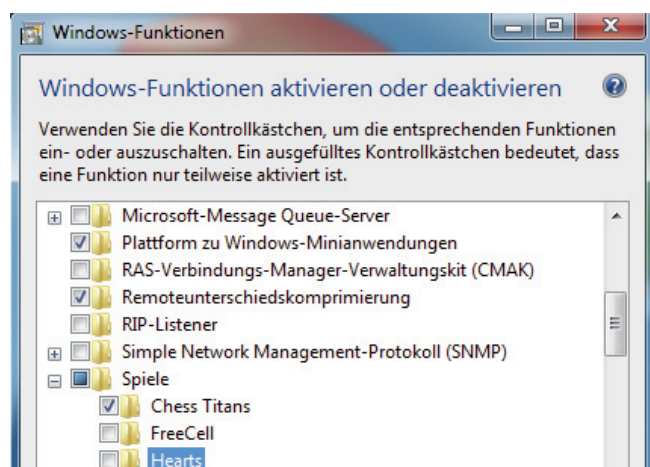 Windows-Funktionen
Windows-Funktionen aktivieren oder deaktivieren
Verwenden Sie die Kontrollkästchen, um die entsprechenden Funktionen
ein- oder auszuschalten. Ein ausgefülltes Kontrollkästchen bedeutet, dass
eine Funktion nur teilweise aktiviert ist.
Microsoft-Message Queue-Server
Plattform zu Windows-Minianwendungen
RAS-Verbindungs-Manager-Verwaltungskit (CMAK)
Remoteunterschiedskomprimierung
RIP-Listener
Simple Network Management-Protokoll (SNMP)
Spiele
Chess Titans
FreeCell
Hearts